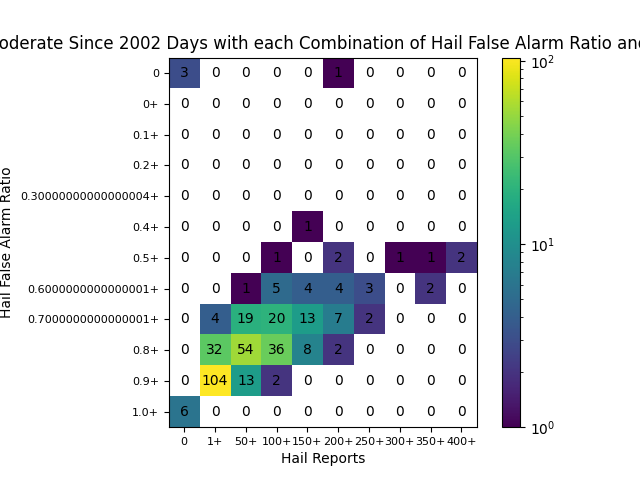 oderate Since 2002 Days with each Combination of Hail False Alarm Ratio and
Hail False Alarm Ratio
0 3 0 0 0 0 1 0 0 0 0
0+ 0 0 0 0 0 0 0 0 0 0
0.1+ 0 0 0 0 0 0 0 0 0 0
0.2+ 0 0 0 0 0 0 0 0 0 0
0.30000000000000004+ 0 0 0 0 0 0 0 0 0 0
0.4+ 0 0 0 0 1 0 0 0 0 0
0.5+ 0 0 0 1 0 2 0 1 1 2
0.6000000000000001+ 0 0 1 5 4 4 3 0 2 0
0.7000000000000001+ 0 4 19 20 13 7 2 0 0 0
0.8+ 0 32 54 36 8 2 0 0 0 0
0.9+ 0 104 13 2 0 0 0 0 0 0
1.0+ 6 0 0 0 0 0 0 0 0 0
0 1+ 50+ 100+ 150+ 200+ 250+ 300+ 350+ 400+
Hail Reports
10²
10¹
10⁰